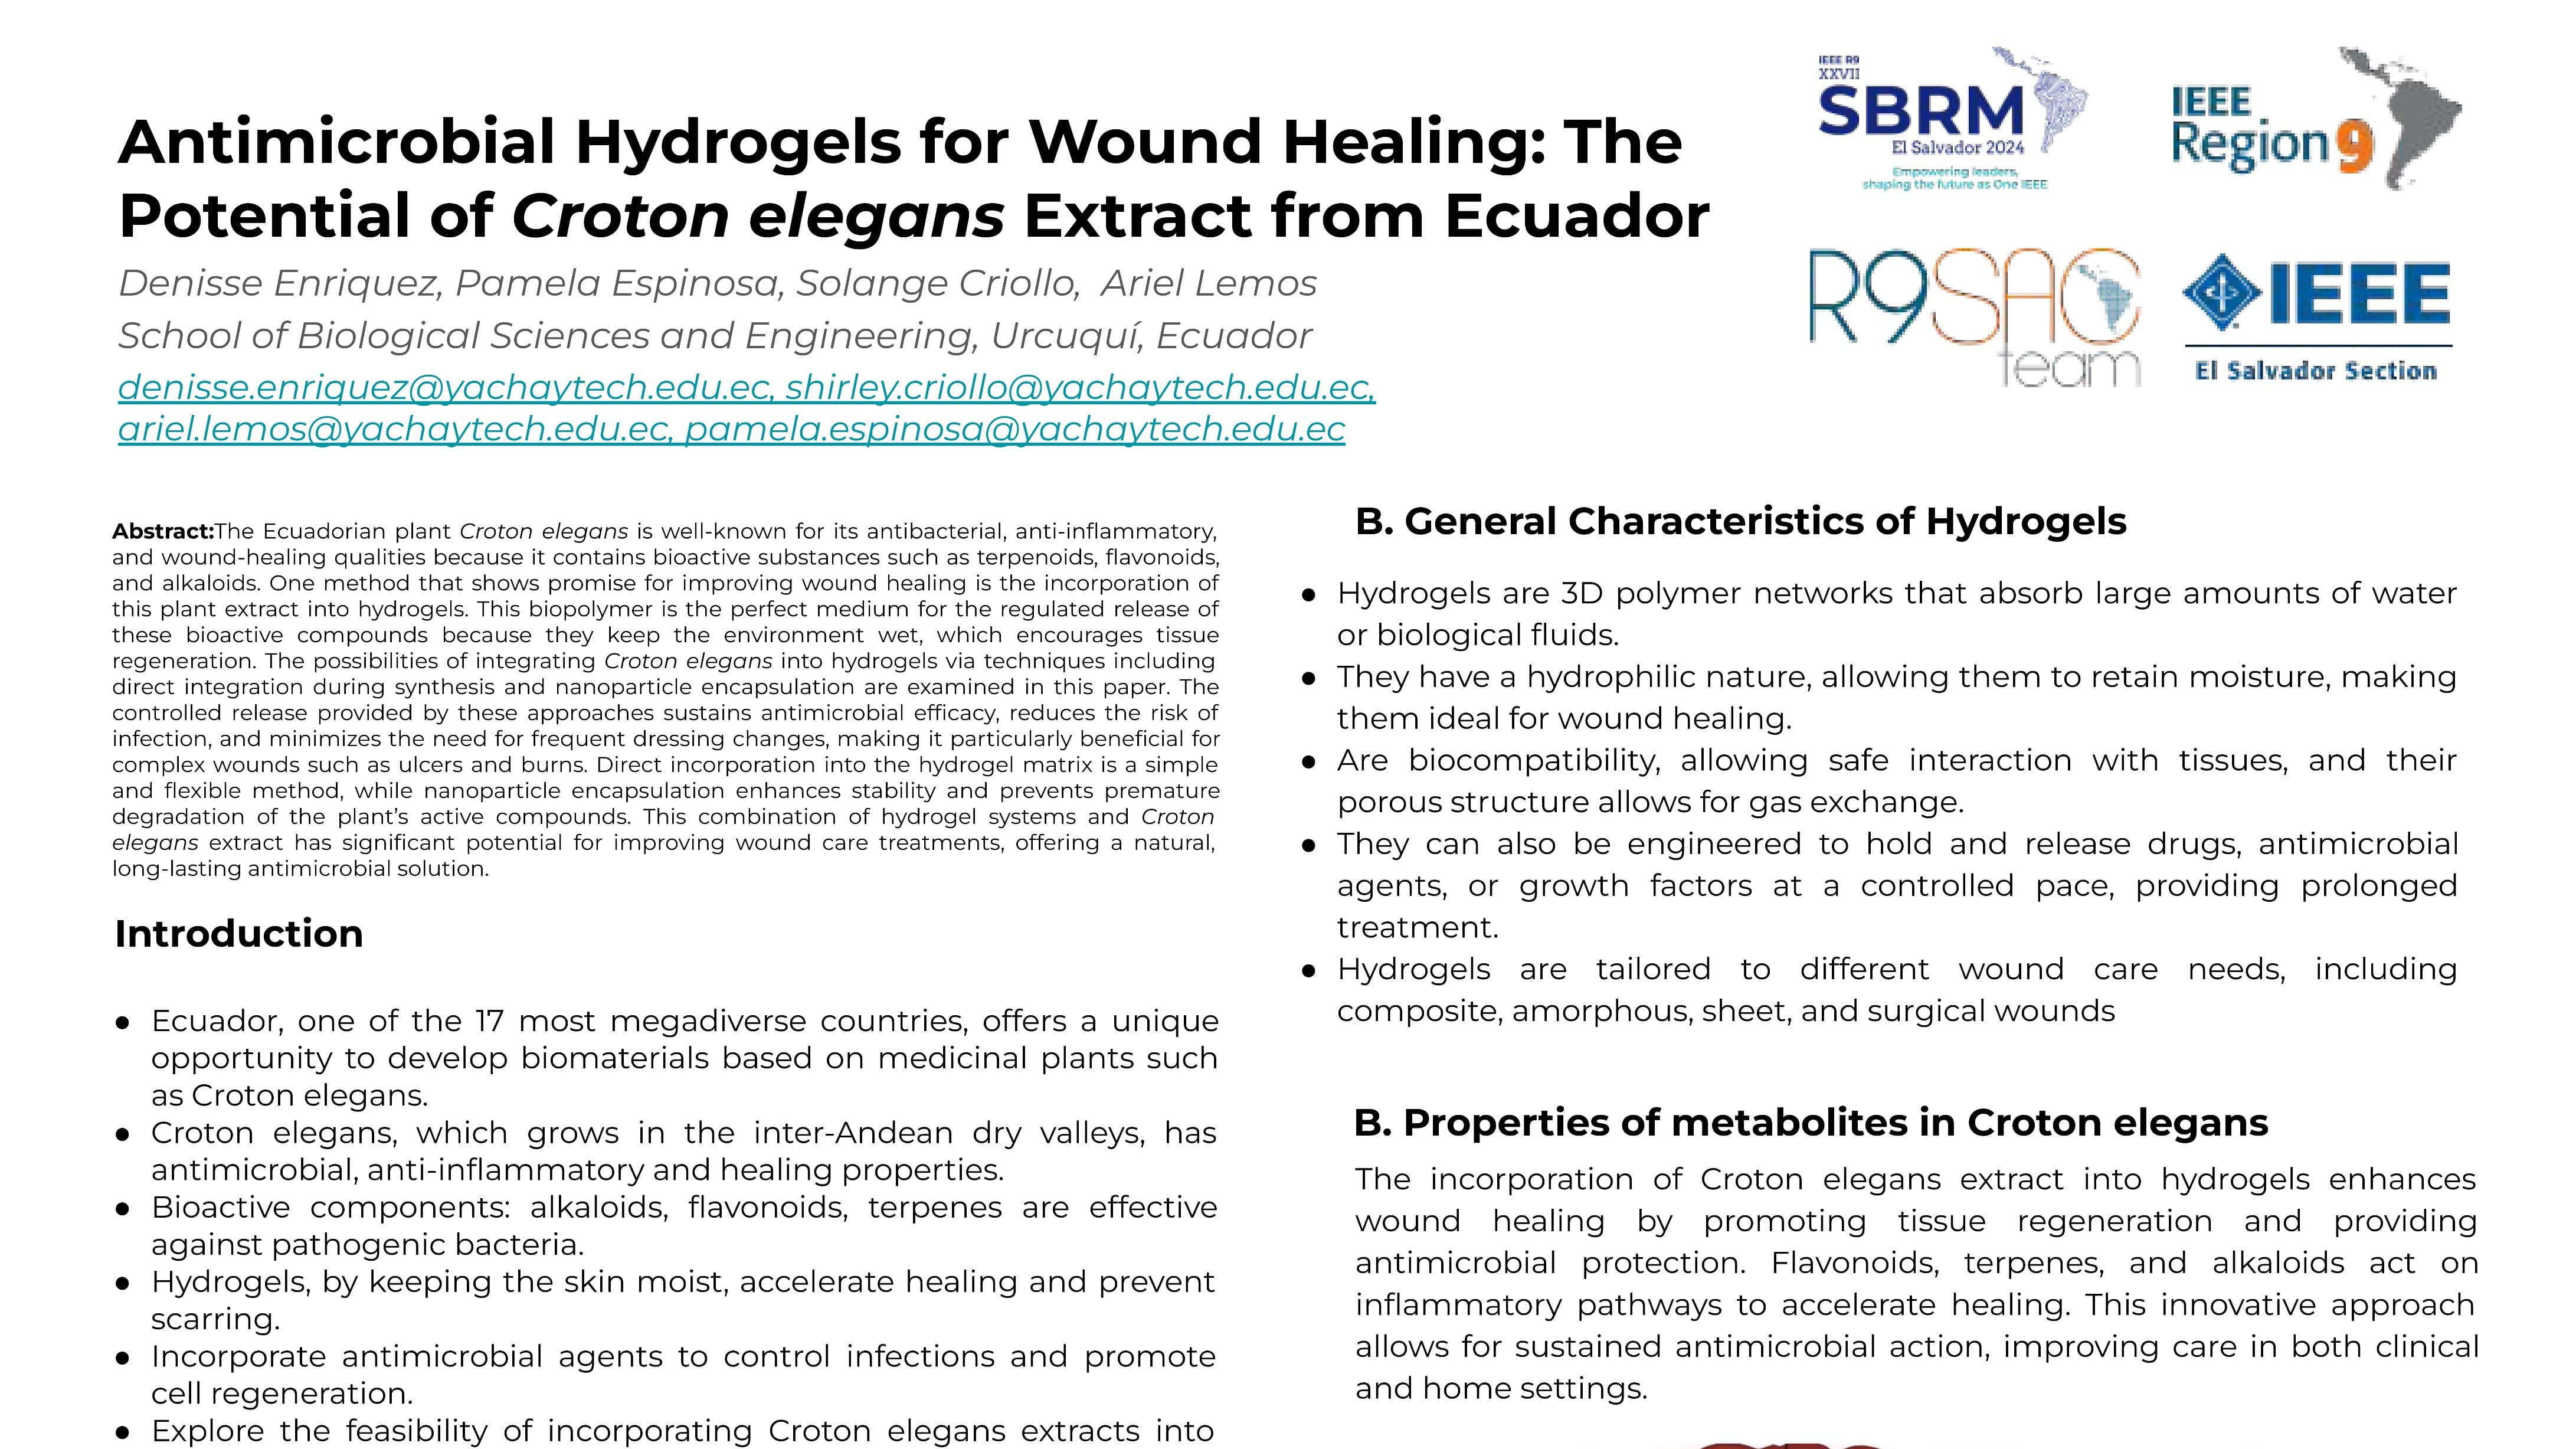 Antimicrobial Hydrogels for Wound Healing: The
Potential of Croton elegans Extract from Ecuador
Denisse Enriquez, Pamela Espinosa, Solange Criollo, Ariel Lemos
School of Biological Sciences and Engineering, Urcuquí, Ecuador
denisse.enriquez@yachaytech.edu.ec, shirley.criollo@yachaytech.edu.ec,
ariel.lemos@yachaytech.edu.ec, pamela.espinosa@yachaytech.edu.ec
IEEE R9
XXVII
SBRM
El Salvador 2024
Empowering leaders,
shaping the future as One IEEE
IEEE
Region 9
R9SAC
team
IEEE
El Salvador Section
Abstract:The Ecuadorian plant Croton elegans is well-known for its antibacterial, anti-inflammatory,
and wound-healing qualities because it contains bioactive substances such as terpenoids, flavonoids,
and alkaloids. One method that shows promise for improving wound healing is the incorporation of
this plant extract into hydrogels. This biopolymer is the perfect medium for the regulated release of
these bioactive compounds because they keep the environment wet, which encourages tissue
regeneration. The possibilities of integrating Croton elegans into hydrogels via techniques including
direct integration during synthesis and nanoparticle encapsulation are examined in this paper. The
controlled release provided by these approaches sustains antimicrobial efficacy, reduces the risk of
infection, and minimizes the need for frequent dressing changes, making it particularly beneficial for
complex wounds such as ulcers and burns. Direct incorporation into the hydrogel matrix is a simple
and flexible method, while nanoparticle encapsulation enhances stability and prevents premature
degradation of the plant’s active compounds. This combination of hydrogel systems and Croton
elegans extract has significant potential for improving wound care treatments, offering a natural,
long-lasting antimicrobial solution.
Introduction
● Ecuador, one of the 17 most megadiverse countries, offers a unique
opportunity to develop biomaterials based on medicinal plants such
as Croton elegans.
● Croton elegans, which grows in the inter-Andean dry valleys, has
antimicrobial, anti-inflammatory and healing properties.
● Bioactive components: alkaloids, flavonoids, terpenes are effective
against pathogenic bacteria.
● Hydrogels, by keeping the skin moist, accelerate healing and prevent
scarring.
● Incorporate antimicrobial agents to control infections and promote
cell regeneration.
● Explore the feasibility of incorporating Croton elegans extracts into
B. General Characteristics of Hydrogels
● Hydrogels are 3D polymer networks that absorb large amounts of water
or biological fluids.
● They have a hydrophilic nature, allowing them to retain moisture, making
them ideal for wound healing.
● Are biocompatibility, allowing safe interaction with tissues, and their
porous structure allows for gas exchange.
● They can also be engineered to hold and release drugs, antimicrobial
agents, or growth factors at a controlled pace, providing prolonged
treatment.
● Hydrogels are tailored to different wound care needs, including
composite, amorphous, sheet, and surgical wounds
B. Properties of metabolites in Croton elegans
The incorporation of Croton elegans extract into hydrogels enhances
wound healing by promoting tissue regeneration and providing
antimicrobial protection. Flavonoids, terpenes, and alkaloids act on
inflammatory pathways to accelerate healing. This innovative approach
allows for sustained antimicrobial action, improving care in both clinical
and home settings.